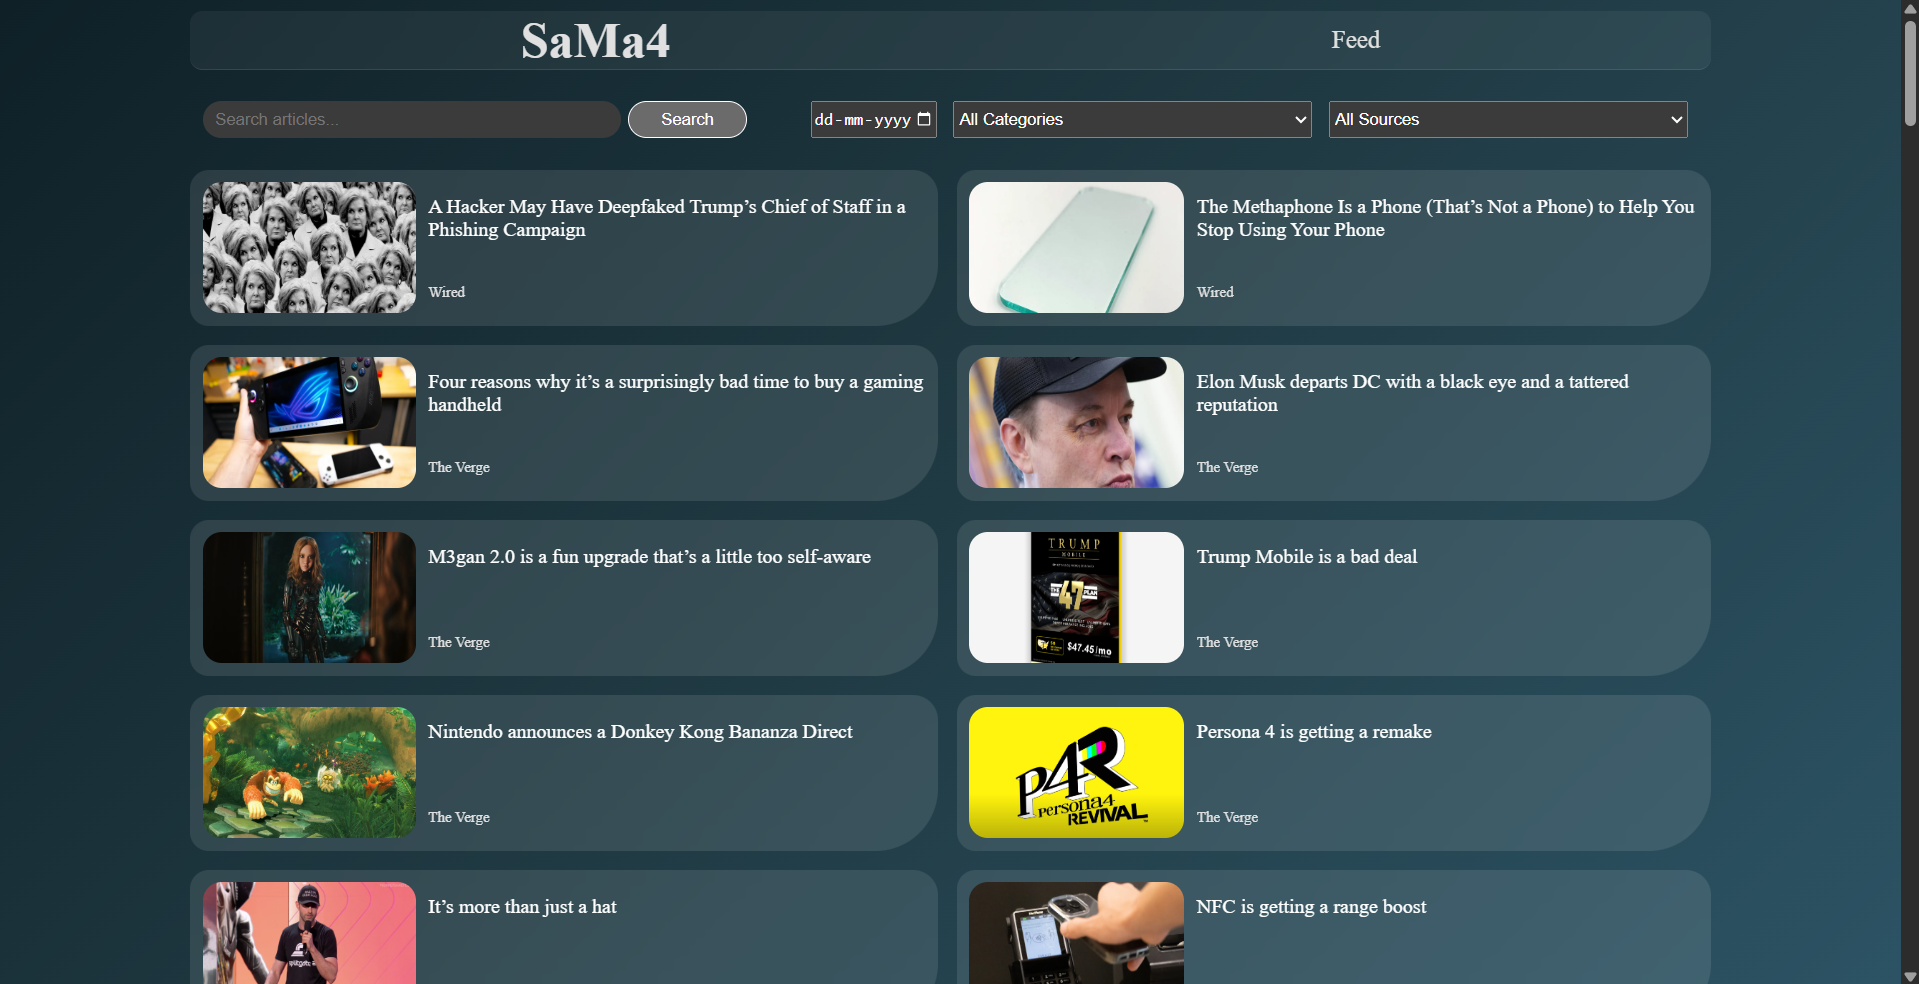 SaMa4
Feed
Search articles...
Search
dd-mm-yyyy
All Categories
All Sources
A Hacker May Have Deepfaked Trump’s Chief of Staff in a
Phishing Campaign
Wired
The Methaphone Is a Phone (That’s Not a Phone) to Help You
Stop Using Your Phone
Wired
Four reasons why it’s a surprisingly bad time to buy a gaming
handheld
The Verge
Elon Musk departs DC with a black eye and a tattered
reputation
The Verge
M3gan 2.0 is a fun upgrade that’s a little too self-aware
The Verge
TRUMP
MOBILE
THE 47 PLAN
$47.45/mo
Trump Mobile is a bad deal
The Verge
Nintendo announces a Donkey Kong Bananza Direct
The Verge
P4R
Persona4
REVIVAL
Persona 4 is getting a remake
The Verge
It’s more than just a hat
NFC is getting a range boost